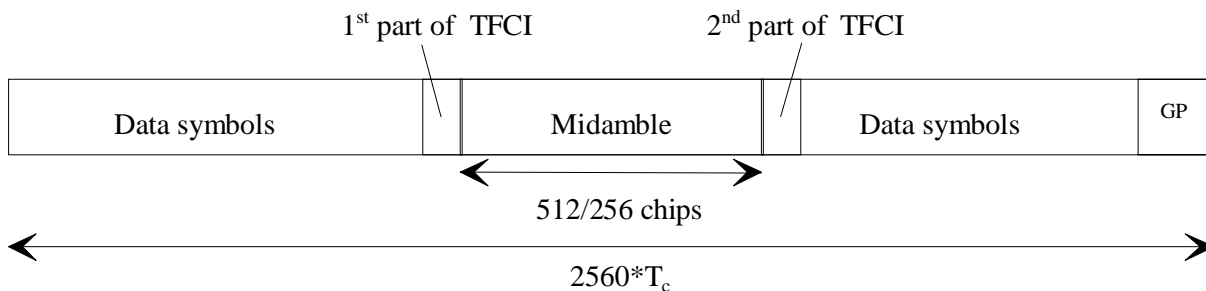 1st part of TFCI
2nd part of TFCI
Data symbols
Midamble
Data symbols
GP
512/256 chips
2560*Tc